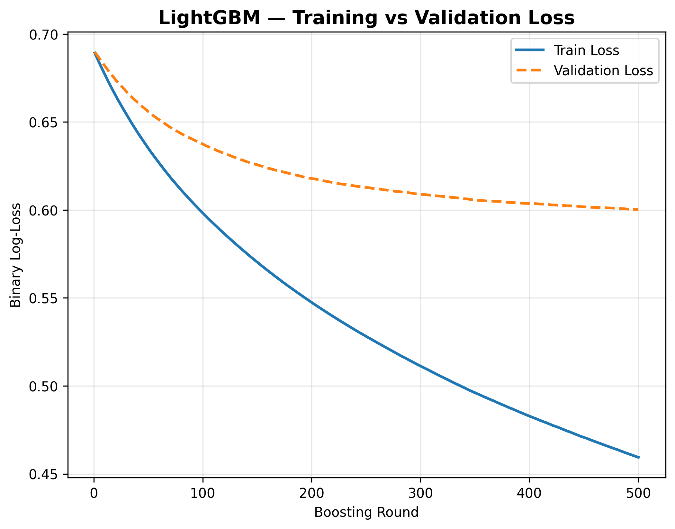 LightGBM — Training vs Validation Loss
Train Loss
Validation Loss
Binary Log-Loss
0.70
0.65
0.60
0.55
0.50
0.45
0 100 200 300 400 500
Boosting Round